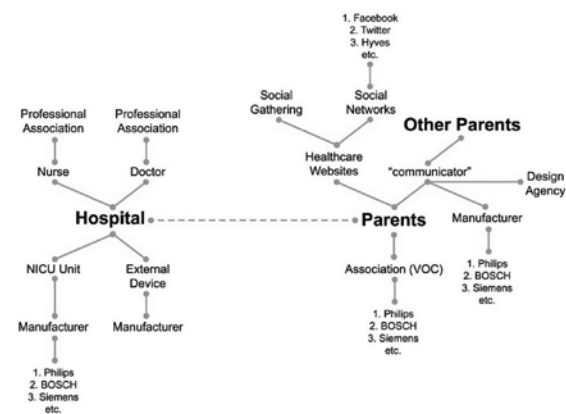 1. Facebook
2. Twitter
3. Hyves
etc.
Social
Gathering
Social
Networks
Professional
Association
Professional
Association
Other Parents
Nurse
Doctor
Healthcare
Websites
"communicator"
Design
Agency
Hospital
Parents
Manufacturer
NICU Unit
External
Device
Association (VOC)
1. Philips
2. BOSCH
3. Siemens
etc.
Manufacturer
Manufacturer
1. Philips
2. BOSCH
3. Siemens
etc.
1. Philips
2. BOSCH
3. Siemens
etc.